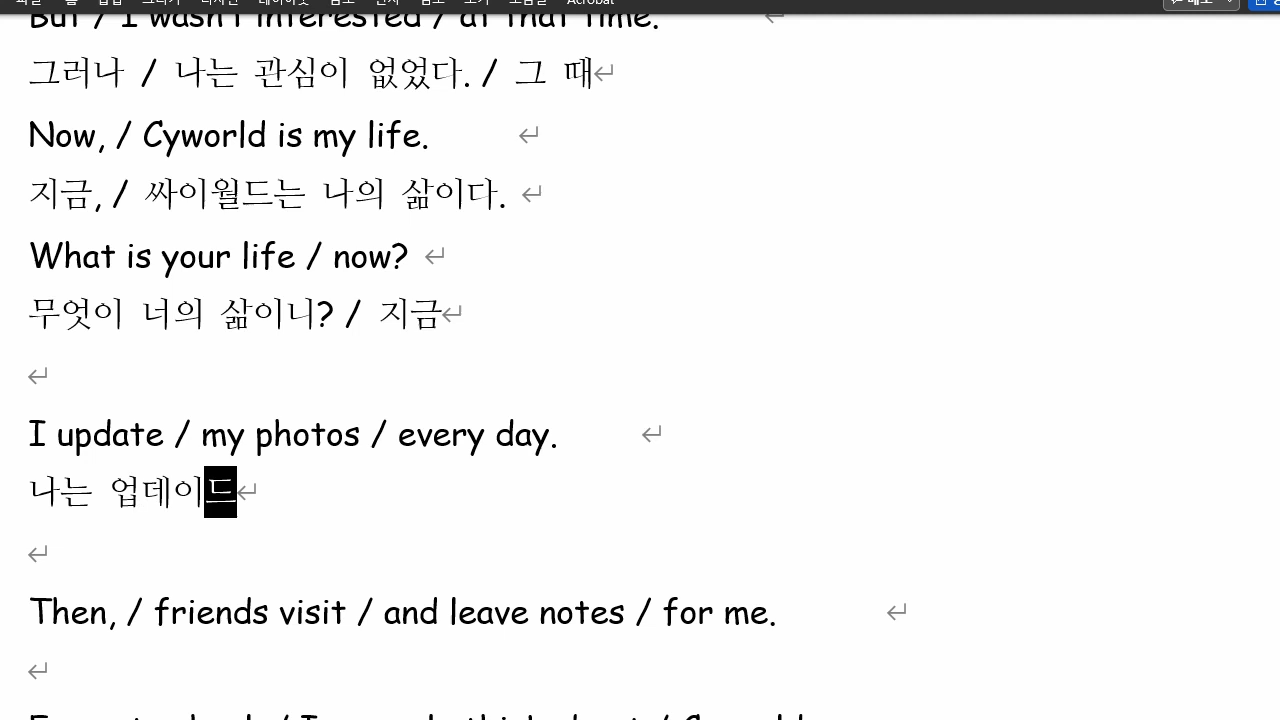 But / I wasn't interested / at that time.
그러나 / 나는 관심이 없었다. / 그 때
Now, / Cyworld is my life.
지금, / 싸이월드는 나의 삶이다.
What is your life / now?
무엇이 너의 삶이니? / 지금
I update / my photos / every day.
나는 업데이드
Then, / friends visit / and leave notes / for me.